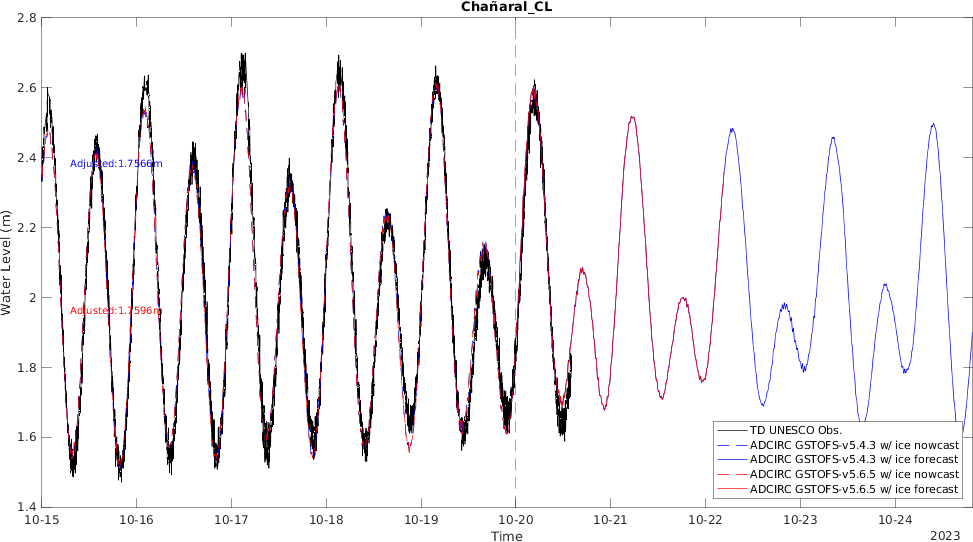 Chañaral_CL
2.8
2.6
2.4
2.2
2
1.8
1.6
1.4
Water Level (m)
Adjusted:1.7566m
Adjusted:1.7596m
TD UNESCO Obs.
ADCIRC GSTOFS-v5.4.3 w/ ice nowcast
ADCIRC GSTOFS-v5.4.3 w/ ice forecast
ADCIRC GSTOFS-v5.6.5 w/ ice nowcast
ADCIRC GSTOFS-v5.6.5 w/ ice forecast
10-15 10-16 10-17 10-18 10-19 10-20 10-21 10-22 10-23 10-24
Time
2023